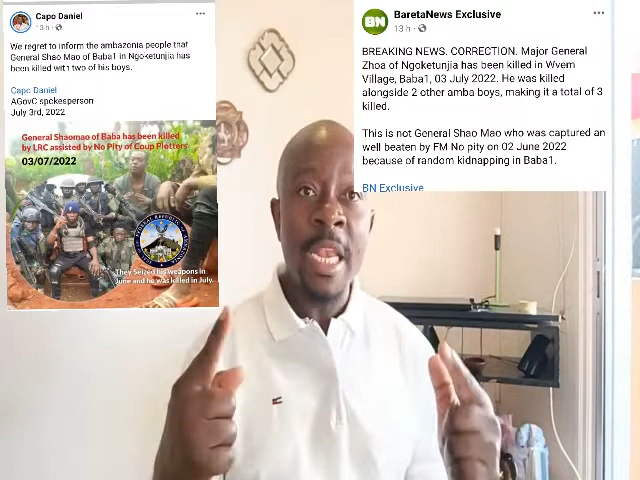 Capo Daniel
13 h ·
We regret to inform the ambazonia people that
General Shao Mao of Baba1 in Ngoketunjia has
been killed with two of his boys.
Capo Daniel
AGovC spokesperson
July 3rd, 2022
General Shaomao of Baba has been killed
by LRC assisted by No Pity of Coup Plotters.
03/07/2022
They Seized his weapons in
June and he was killed in July.
BN
BaretaNews Exclusive
13 h ·
BREAKING NEWS. CORRECTION. Major General
Zhoa of Ngoketunjia has been killed in Wvem
Village, Baba1, 03 July 2022. He was killed
alongside 2 other amba boys, making it a total of 3
killed.
This is not General Shao Mao who was captured an
well beaten by FM No pity on 02 June 2022
because of random kidnapping in Baba1.
BN Exclusive